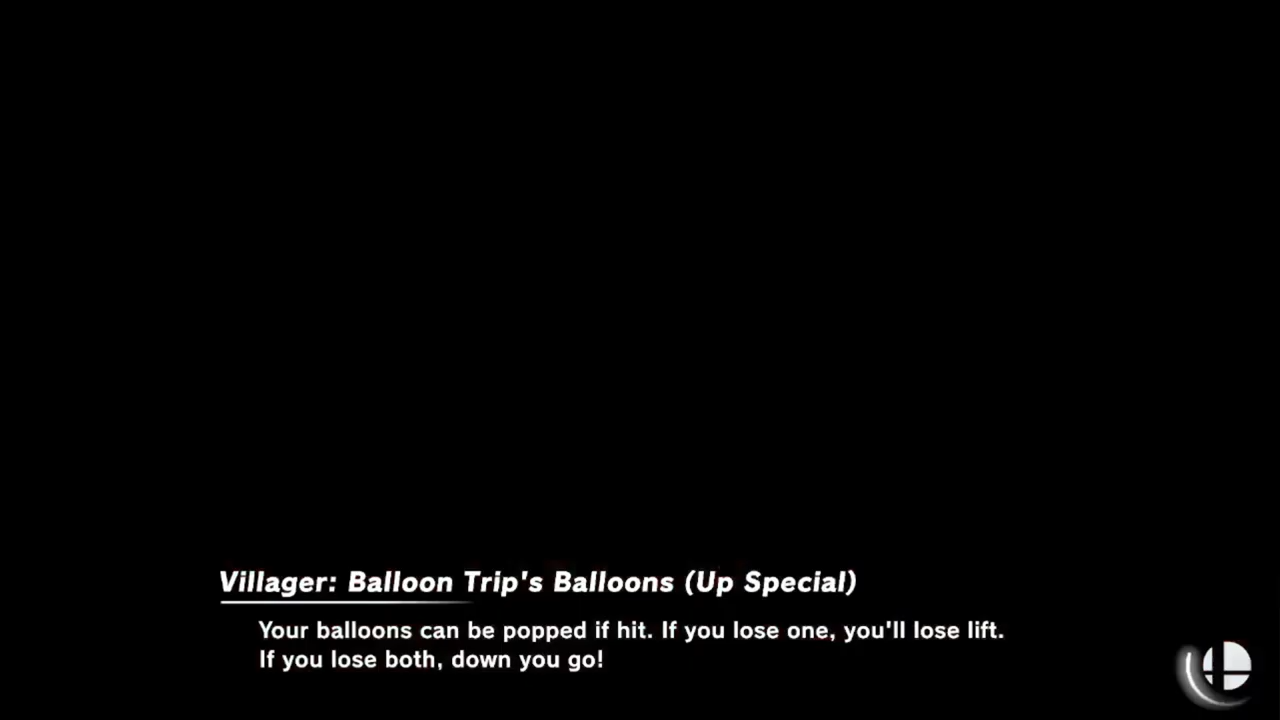 Villager: Balloon Trip's Balloons (Up Special)
Your balloons can be popped if hit. If you lose one, you'll lose lift.
If you lose both, down you go!